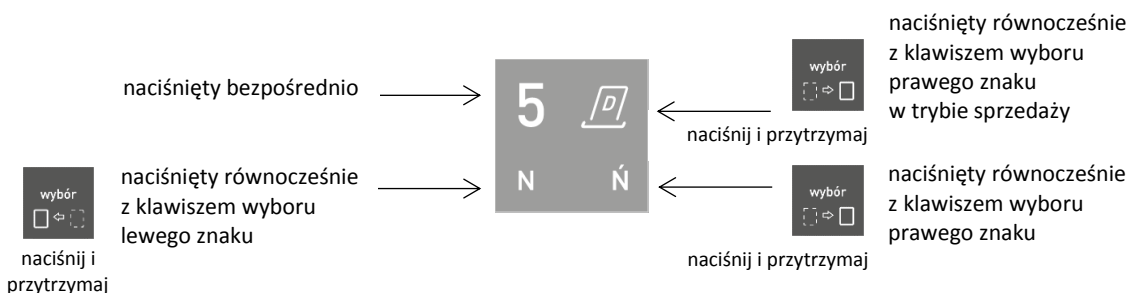 naciśnięty bezpośrednio
5 D
N Ń
wybór
naciśnij i przytrzymaj
naciśnięty równocześnie
z klawiszem wyboru
prawego znaku
w trybie sprzedaży
wybór
naciśnij i
przytrzymaj
naciśnięty równocześnie
z klawiszem wyboru
lewego znaku
wybór
naciśnij i przytrzymaj
naciśnięty równocześnie
z klawiszem wyboru
prawego znaku